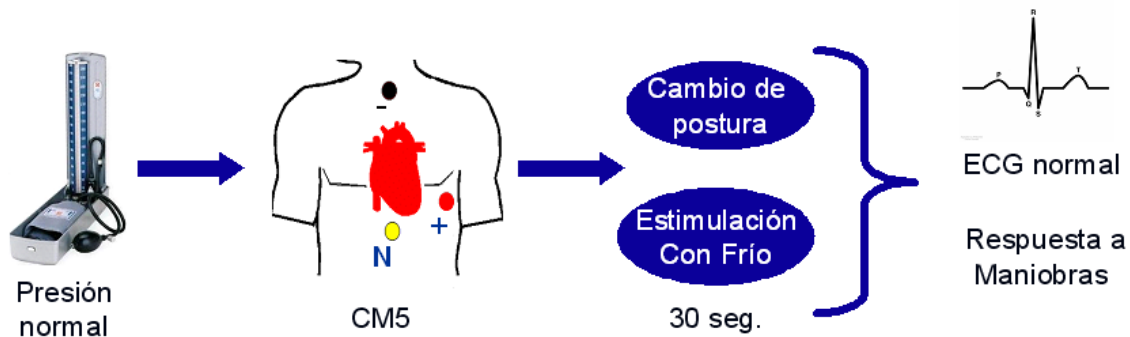 Presión
normal
-
+
N
CM5
Cambio de
postura
Estimulación
Con Frío
30 seg.
R
P
T
Q
S
ECG normal
Respuesta a
Maniobras